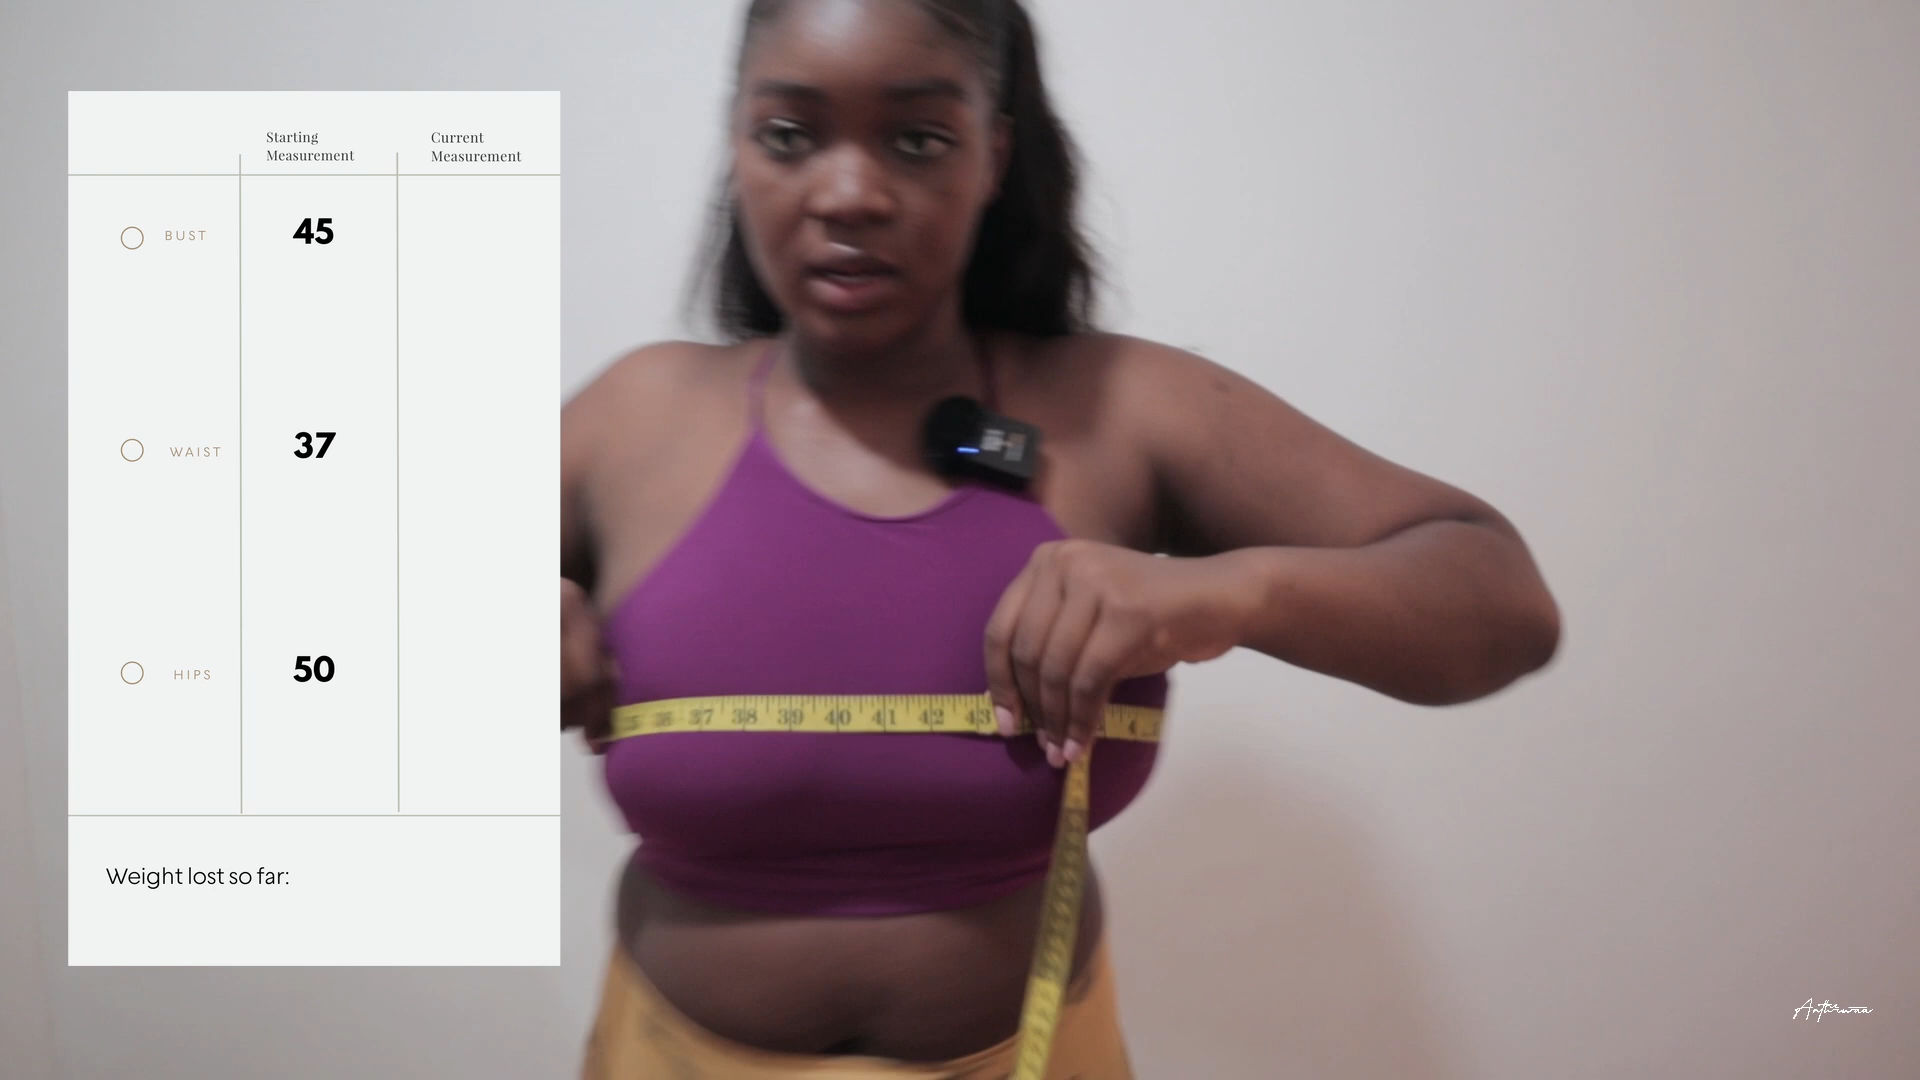 Starting
Measurement
Current
Measurement
BUST
45
WAIST
37
HIPS
50
Weight lost so far:
36 37 38 39 40 41 42 43